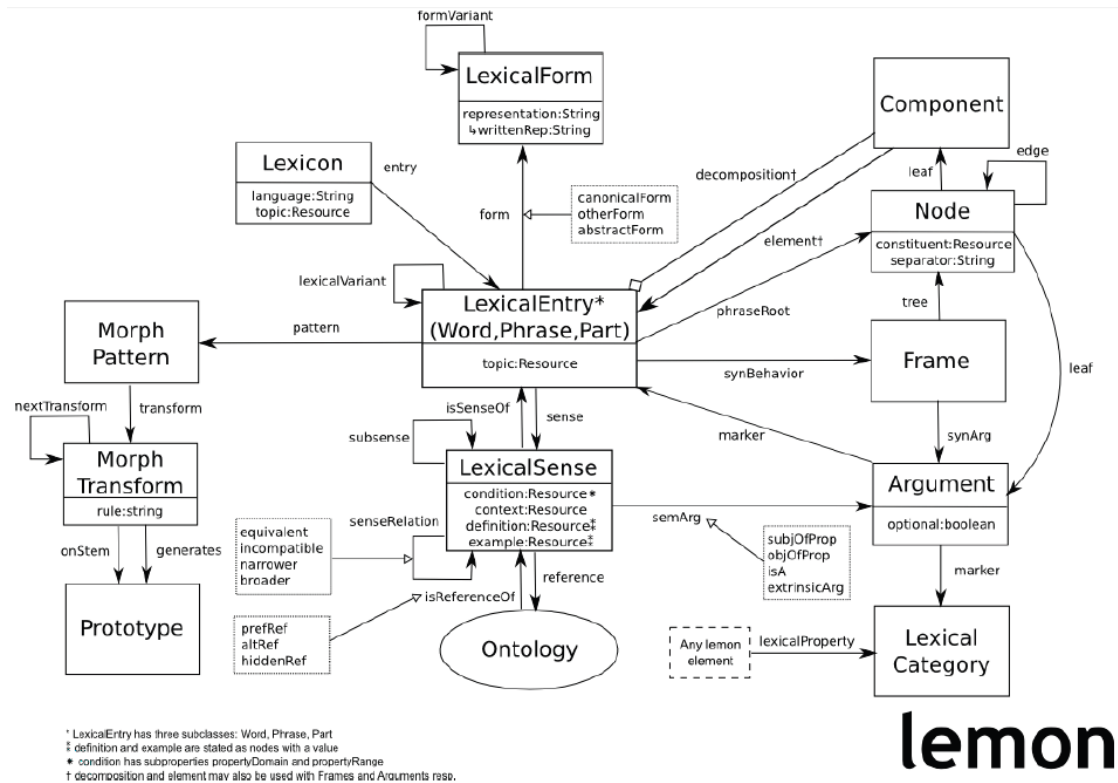 formVariant
LexicalForm
representation:String
↳writtenRep:String
Component
Lexicon
language:String
topic:Resource
entry
decomposition†
leaf
edge
form
canonicalForm
otherForm
abstractForm
element†
Node
constituent:Resource
separator:String
lexicalVariant
LexicalEntry*
(Word,Phrase,Part)
topic:Resource
phraseRoot
tree
Morph
Pattern
pattern
synBehavior
Frame
leaf
nextTransform
transform
isSenseOf
sense
subsense
marker
synArg
Morph
Transform
rule:string
LexicalSense
condition:Resource*
context:Resource
definition:Resource⁑
example:Resource⁑
Argument
optional:boolean
semArg
subjOfProp
objOfProp
isA
extrinsicArg
onStem
generates
equivalent
incompatible
narrower
broader
senseRelation
reference
marker
isReferenceOf
prefRef
altRef
hiddenRef
Prototype
Ontology
Any lemon
element
lexicalProperty
Lexical
Category
* LexicalEntry has three subclasses: Word, Phrase, Part
⁑ definition and example are stated as nodes with a value
* condition has subproperties propertyDomain and propertyRange
† decomposition and element may also be used with Frames and Arguments resp.
lemon